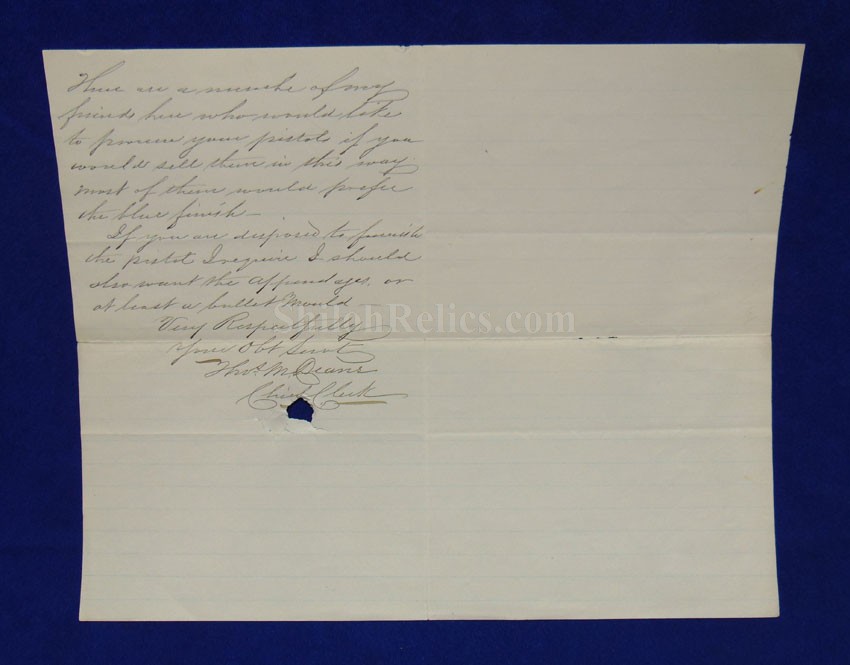 There are a number of my
friends here who would like
to procure your pistols if you
would sell them in this way
most of them would prefer
the blue finish—
If you are disposed to furnish
the pistol I require I should
also want the appendages, or
at least a bullet mould
Very Respectfully
Your Obt Servt
Thos. M
Chief Clerk
ShilohRelics.com